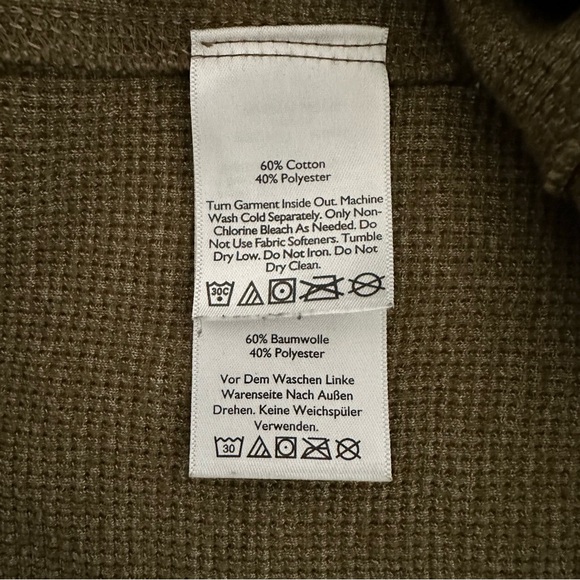 60% Cotton
40% Polyester
Turn Garment Inside Out. Machine
Wash Cold Separately. Only Non-
Chlorine Bleach As Needed. Do
Not Use Fabric Softeners. Tumble
Dry Low. Do Not Iron. Do Not
Dry Clean.
30C
60% Baumwolle
40% Polyester
Vor Dem Waschen Linke
Warenseite Nach Außen
Drehen. Keine Weichspüler
Verwenden.
30